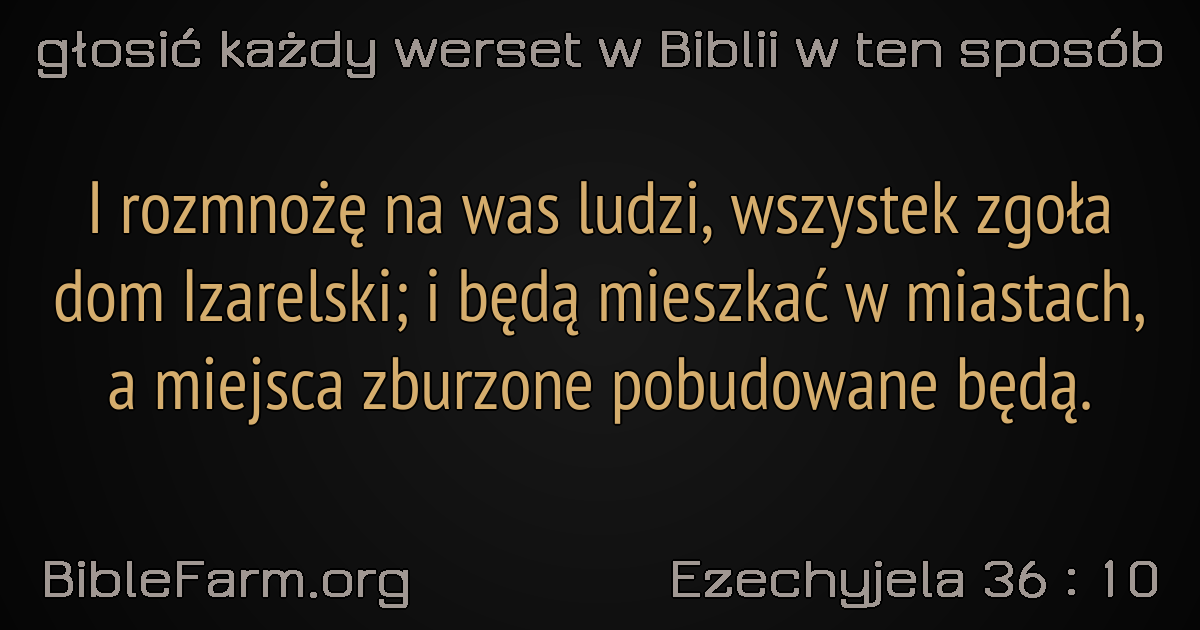 głosić każdy werset w Biblii w ten sposób
I rozmnożę na was ludzi, wszystek zgoła
dom Izarelski; i będą mieszkać w miastach,
a miejsca zburzone pobudowane będą.
BibleFarm.org
Ezechyjela 36 : 10